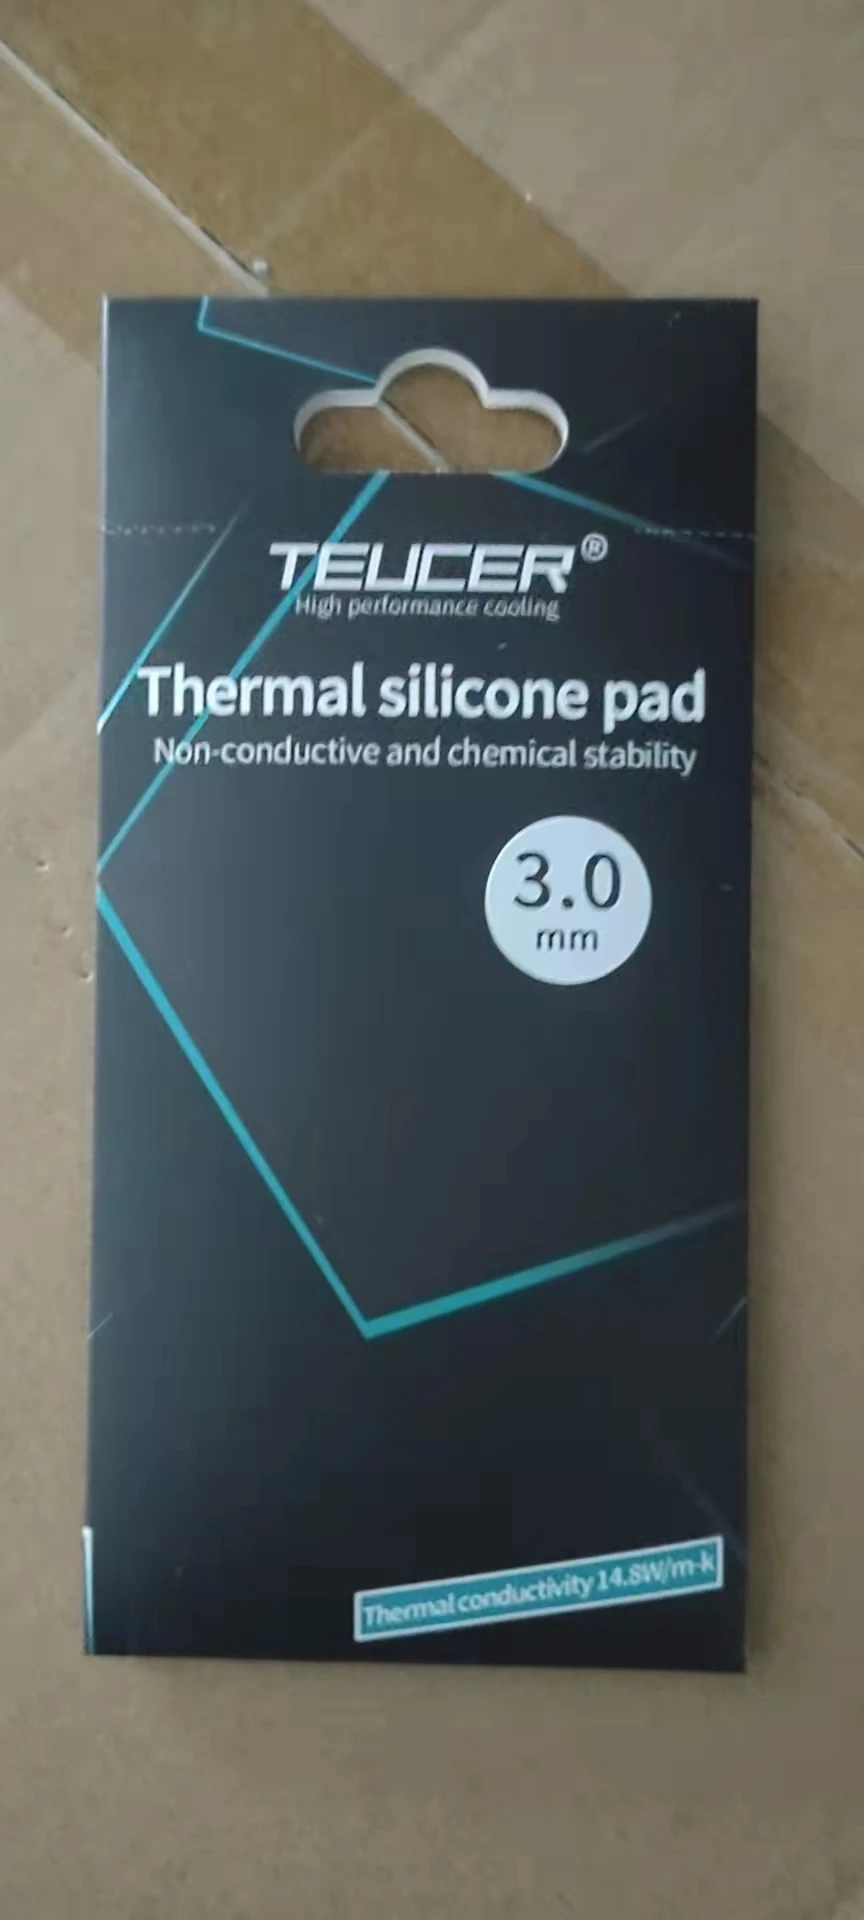 TEUCER®
High performance cooling
Thermal silicone pad
Non-conductive and chemical stability
3.0
mm
Thermal conductivity 14.8W/m-k